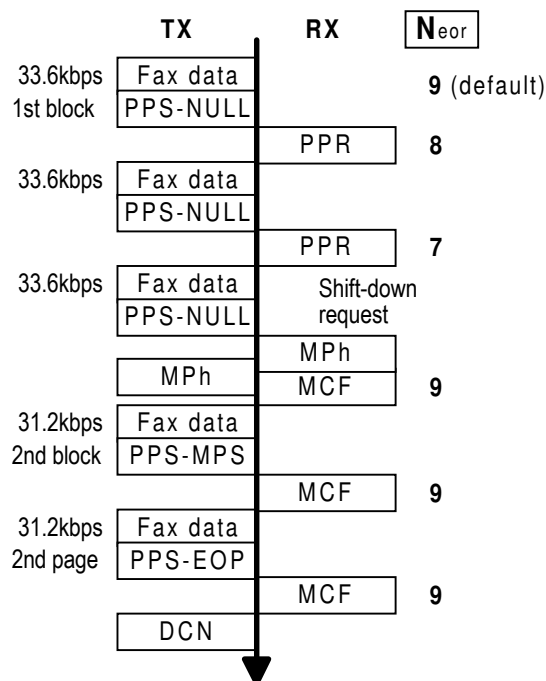 TX RX Neor
33.6kbps Fax data 9 (default)
1st block PPS-NULL
PPR 8
33.6kbps Fax data
PPS-NULL
PPR 7
33.6kbps Fax data Shift-down
PPS-NULL request
MPh
MPh
MCF 9
31.2kbps Fax data
2nd block PPS-MPS
MCF 9
31.2kbps Fax data
2nd page PPS-EOP
MCF 9
DCN